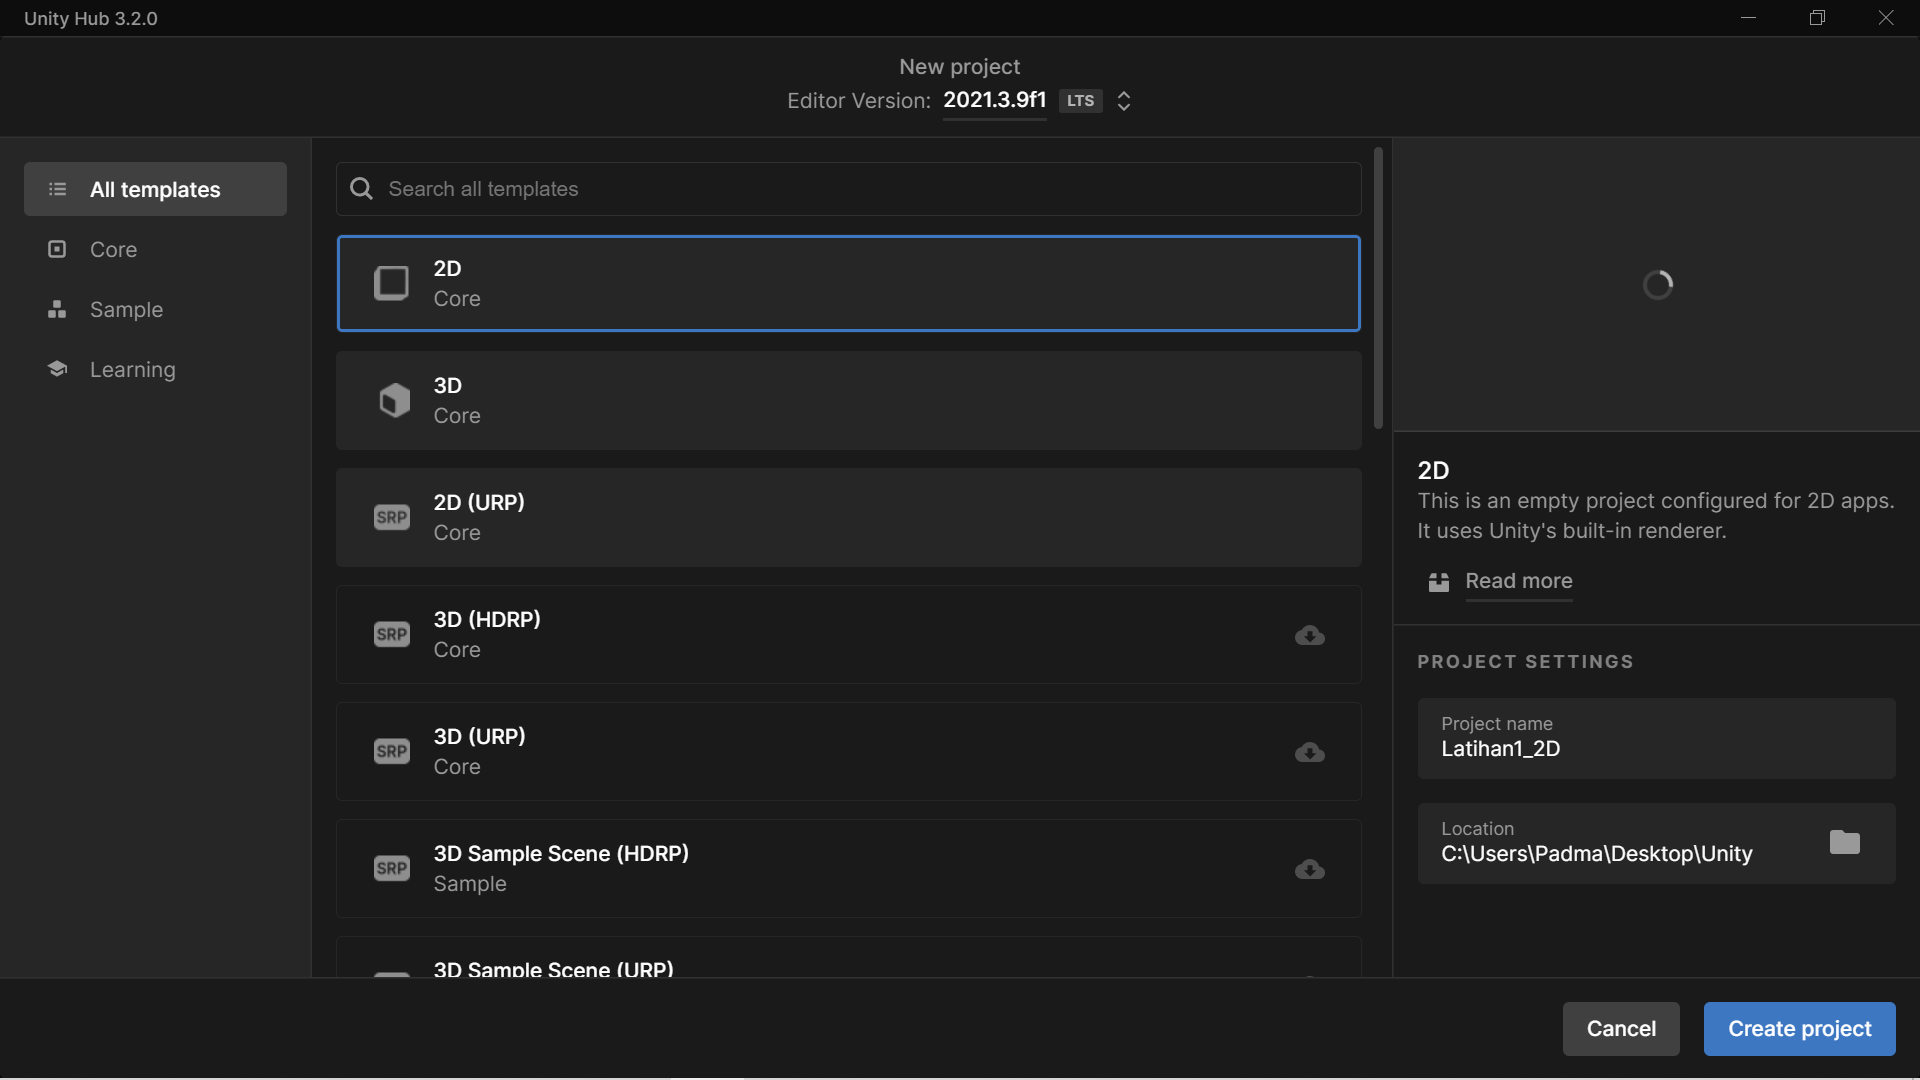 Unity Hub 3.2.0
New project
Editor Version: 2021.3.9f1 LTS
All templates
Core
Sample
Learning
Search all templates
2D
Core
3D
Core
SRP
2D (URP)
Core
SRP
3D (HDRP)
Core
SRP
3D (URP)
Core
SRP
3D Sample Scene (HDRP)
Sample
3D Sample Scene (URP)
2D
This is an empty project configured for 2D apps.
It uses Unity's built-in renderer.
Read more
PROJECT SETTINGS
Project name
Latihan1_2D
Location
C:\Users\Padma\Desktop\Unity
Cancel
Create project